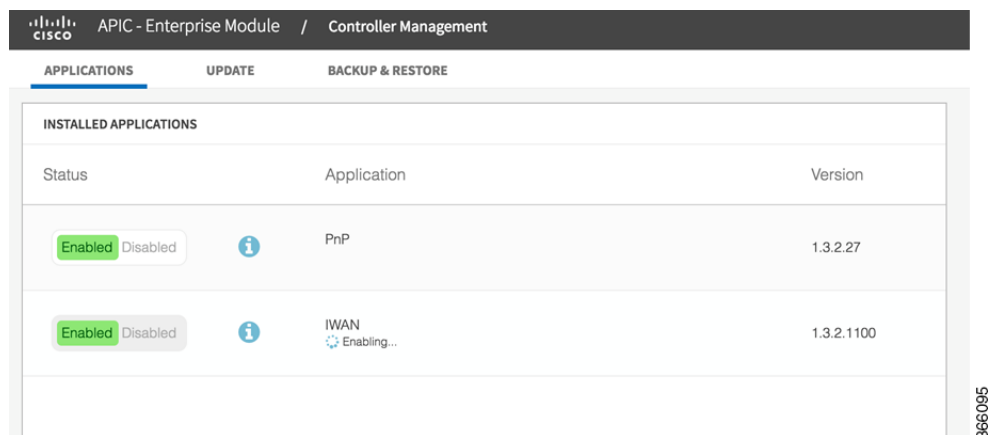 CISCO APIC - Enterprise Module / Controller Management
APPLICATIONS UPDATE BACKUP & RESTORE
INSTALLED APPLICATIONS
Status Application Version
Enabled Disabled i PnP 1.3.2.27
Enabled Disabled i IWAN 1.3.2.1100
Enabling...
366095